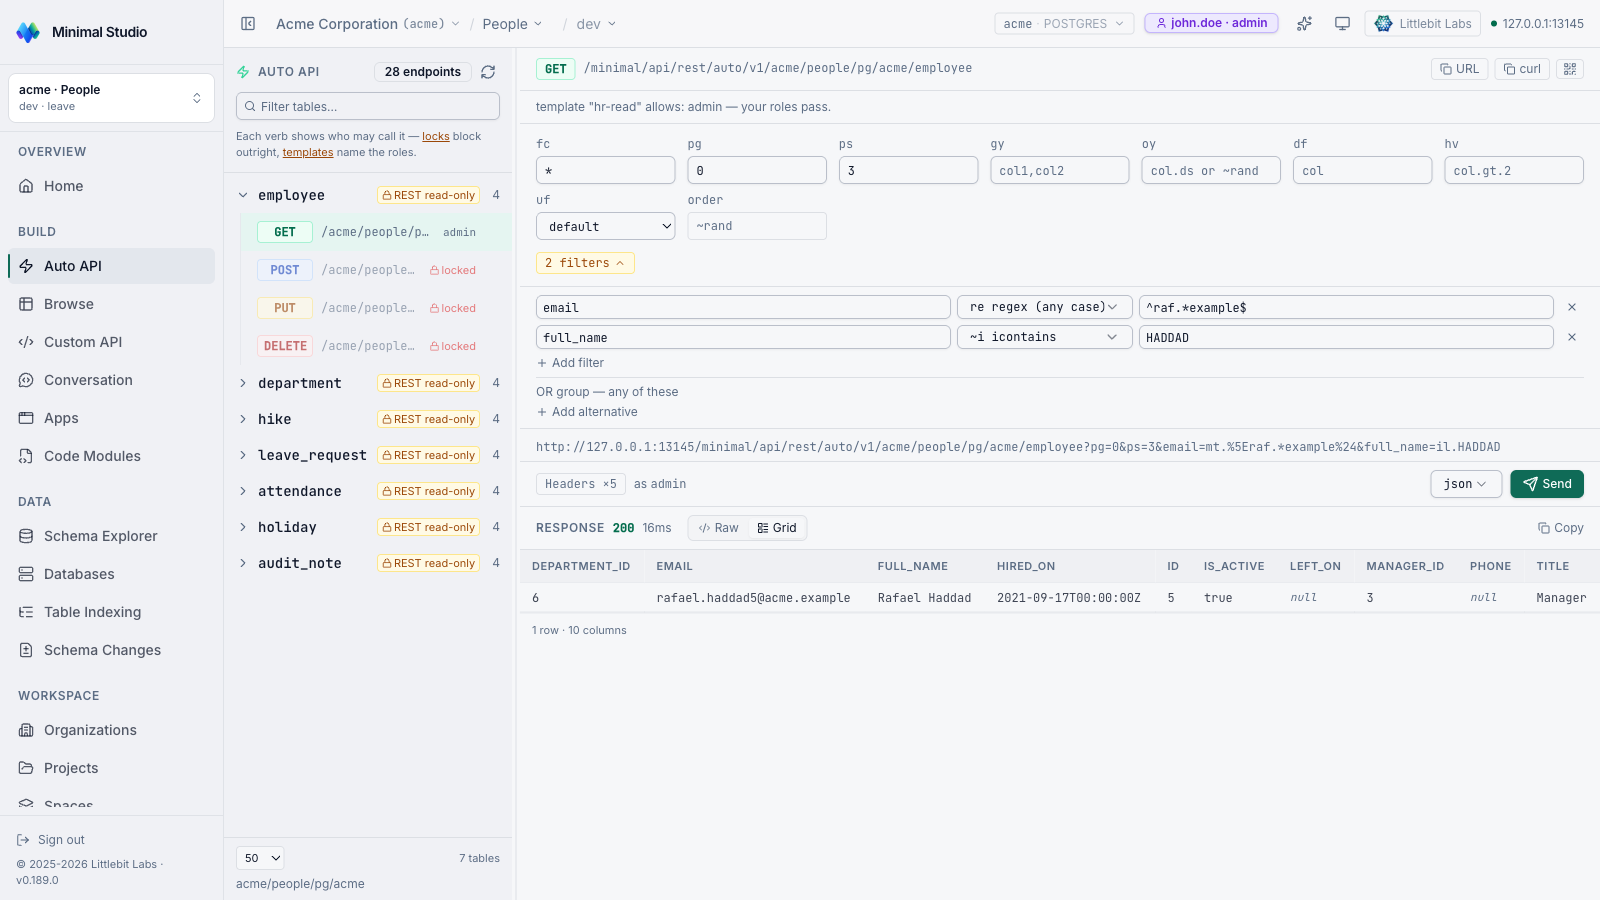 Minimal Studio
acme · People
dev · leave
OVERVIEW
Home
BUILD
Auto API
Browse
Custom API
Conversation
Apps
Code Modules
DATA
Schema Explorer
Databases
Table Indexing
Schema Changes
WORKSPACE
Organizations
Projects
Spaces
Sign out
© 2025-2026 Littlebit Labs ·
v0.189.0
Acme Corporation (acme) / People / dev
acme · POSTGRES
john.doe · admin
Littlebit Labs
127.0.0.1:13145
AUTO API
28 endpoints
Filter tables...
Each verb shows who may call it — locks block
outright, templates name the roles.
employee REST read-only 4
GET /acme/people/p… admin
POST /acme/people… locked
PUT /acme/people… locked
DELETE /acme/people… locked
department REST read-only 4
hike REST read-only 4
leave_request REST read-only 4
attendance REST read-only 4
holiday REST read-only 4
audit_note REST read-only 4
50
7 tables
acme/people/pg/acme
GET /minimal/api/rest/auto/v1/acme/people/pg/acme/employee
URL
curl
template "hr-read" allows: admin — your roles pass.
fc pg ps gy oy df hv
* 0 3 col1,col2 col.ds or ~rand col col.gt.2
uf order
default ~rand
2 filters
email re regex (any case) ^raf.*example$
full_name ~i icontains HADDAD
+ Add filter
OR group — any of these
+ Add alternative
http://127.0.0.1:13145/minimal/api/rest/auto/v1/acme/people/pg/acme/employee?pg=0&ps=3&email=mt.%5Eraf.*example%24&full_name=il.HADDAD
Headers ×5 as admin
json
Send
RESPONSE 200 16ms
Raw
Grid
Copy
DEPARTMENT_ID EMAIL FULL_NAME HIRED_ON ID IS_ACTIVE LEFT_ON MANAGER_ID PHONE TITLE
6 rafael.haddad5@acme.example Rafael Haddad 2021-09-17T00:00:00Z 5 true null 3 null Manager
1 row · 10 columns